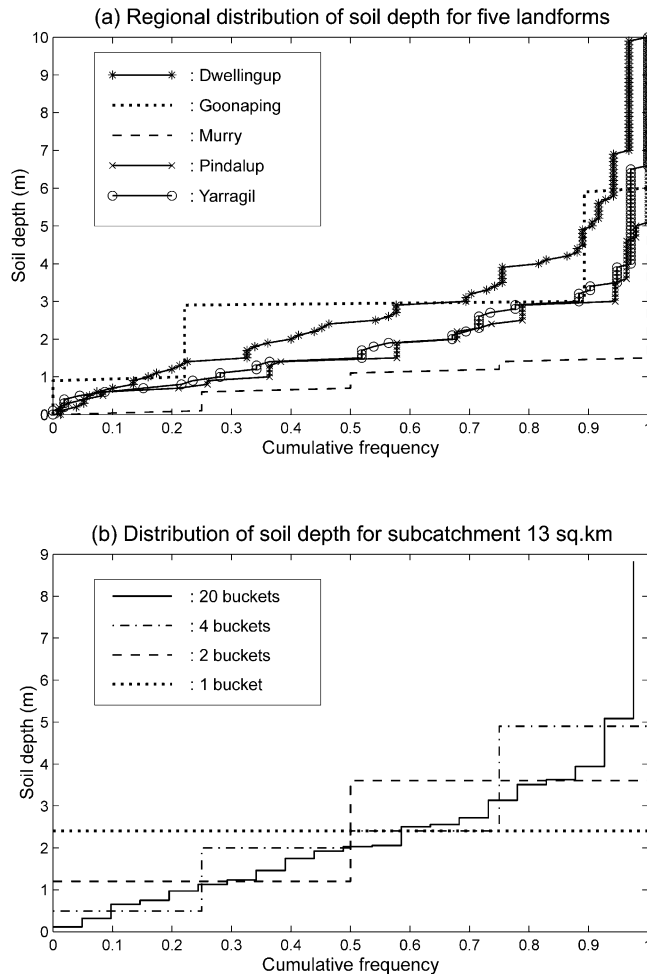 (a) Regional distribution of soil depth for five landforms
10
9
8
7
6
5
4
3
2
1
0
Soil depth (m)
: Dwellingup
: Goonaping
: Murry
: Pindalup
: Yarragil
0 0.1 0.2 0.3 0.4 0.5 0.6 0.7 0.8 0.9 1
Cumulative frequency
(b) Distribution of soil depth for subcatchment 13 sq.km
9
8
7
6
5
4
3
2
1
0
Soil depth (m)
: 20 buckets
: 4 buckets
: 2 buckets
: 1 bucket
0 0.1 0.2 0.3 0.4 0.5 0.6 0.7 0.8 0.9 1
Cumulative frequency